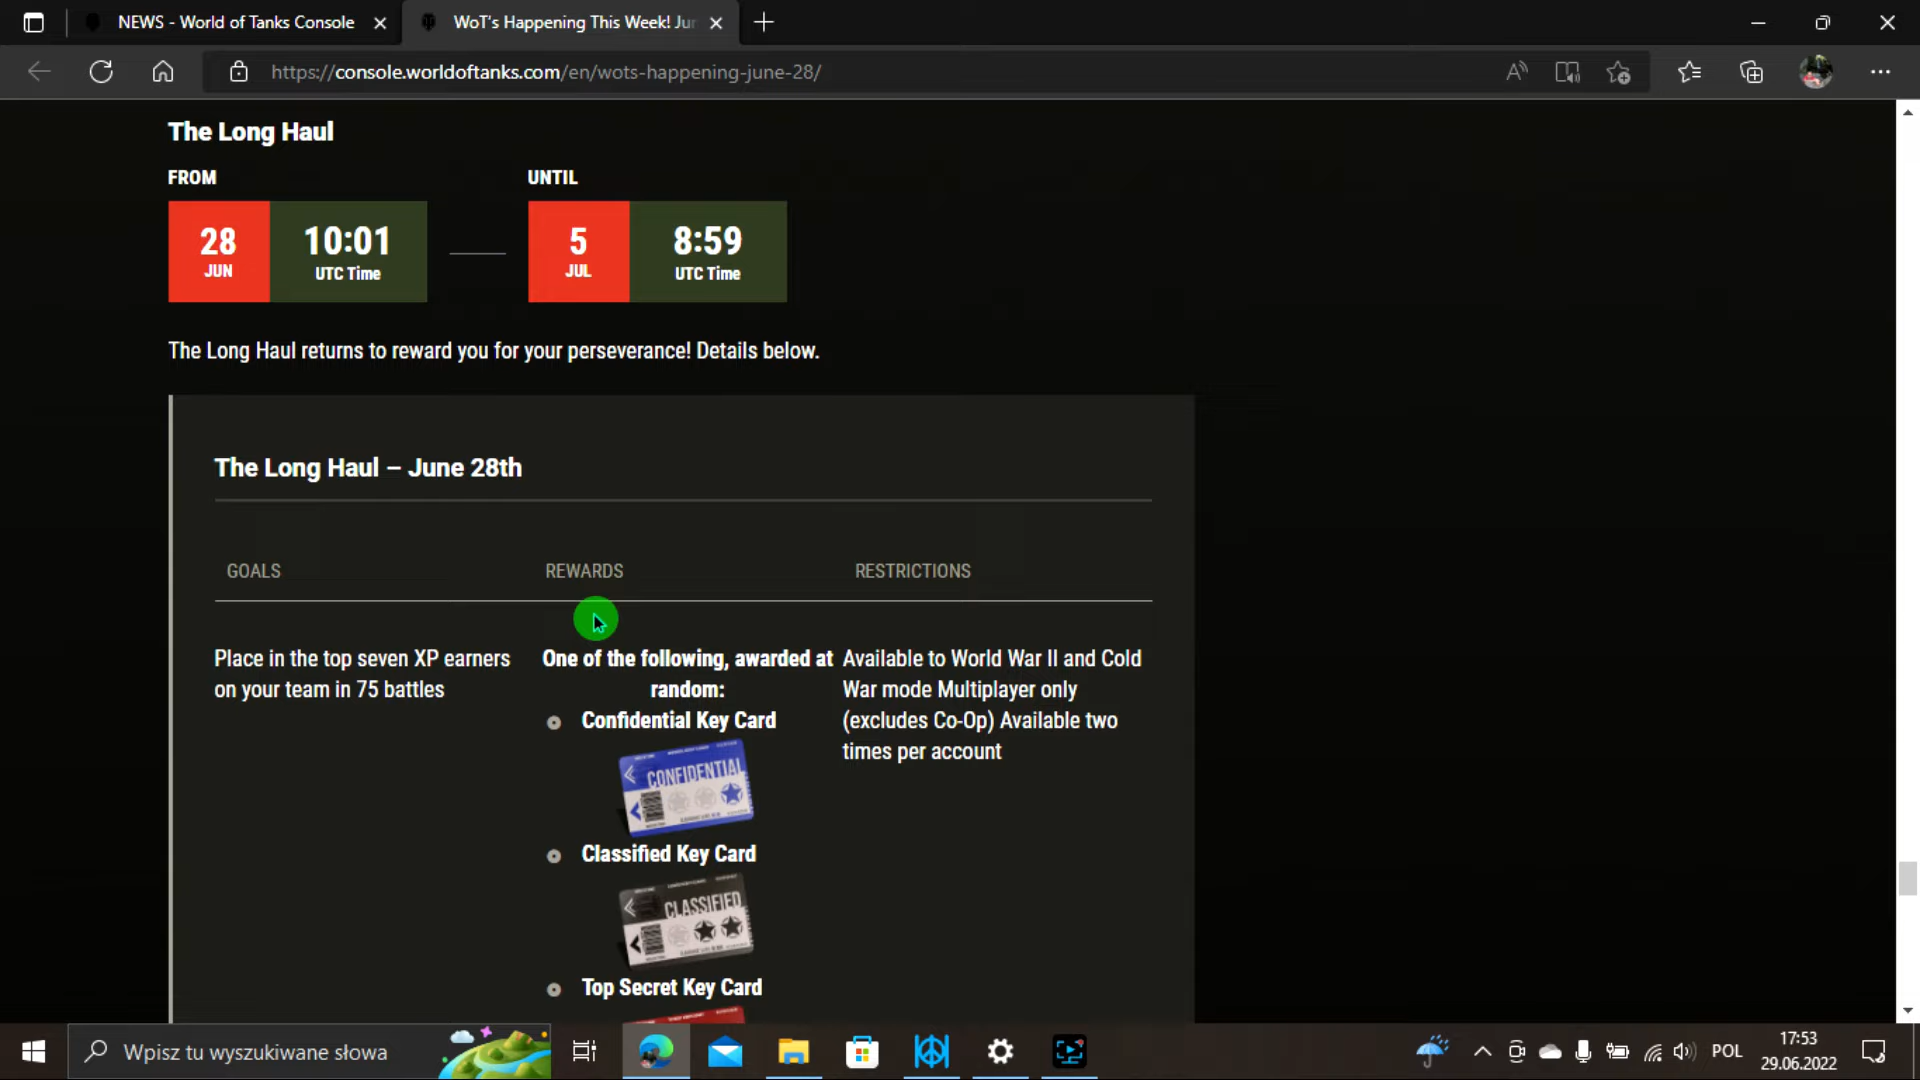 NEWS - World of Tanks Console
WoT's Happening This Week! Jun
https://console.worldoftanks.com/en/wots-happening-june-28/
The Long Haul
FROM
UNTIL
28
JUN
10:01
UTC Time
5
JUL
8:59
UTC Time
The Long Haul returns to reward you for your perseverance! Details below.
The Long Haul – June 28th
GOALS
REWARDS
RESTRICTIONS
Place in the top seven XP earners
on your team in 75 battles
One of the following, awarded at
random:
Confidential Key Card
CONFIDENTIAL
Classified Key Card
CLASSIFIED
Top Secret Key Card
Available to World War II and Cold
War mode Multiplayer only
(excludes Co-Op) Available two
times per account
Wpisz tu wyszukiwane słowa
POL
17:53
29.06.2022